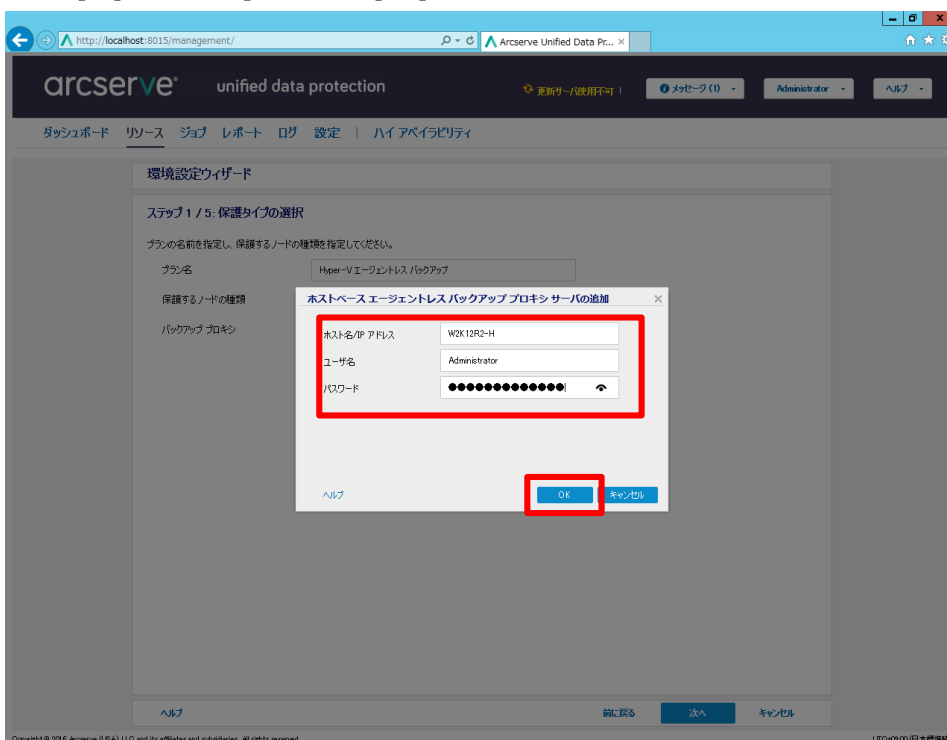 http://localhost:8015/management/
Arcserve Unified Data Pr...
arcserve® unified data protection
更新サーバ使用不可
メッセージ (1)
Administrator
ヘルプ
ダッシュボード リソース ジョブ レポート ログ 設定 | ハイ アベイラビリティ
環境設定ウィザード
ステップ 1 / 5: 保護タイプの選択
プランの名前を指定し、保護するノードの種類を指定してください。
プラン名 Hyper-V エージェントレス バックアップ
保護するノードの種類
バックアップ プロキシ
ホストベース エージェントレス バックアップ プロキシ サーバの追加
ホスト名/IP アドレス W2K12R2-H
ユーザ名 Administrator
パスワード ●●●●●●●●●●●●●
ヘルプ OK キャンセル
ヘルプ 前に戻る 次へ キャンセル